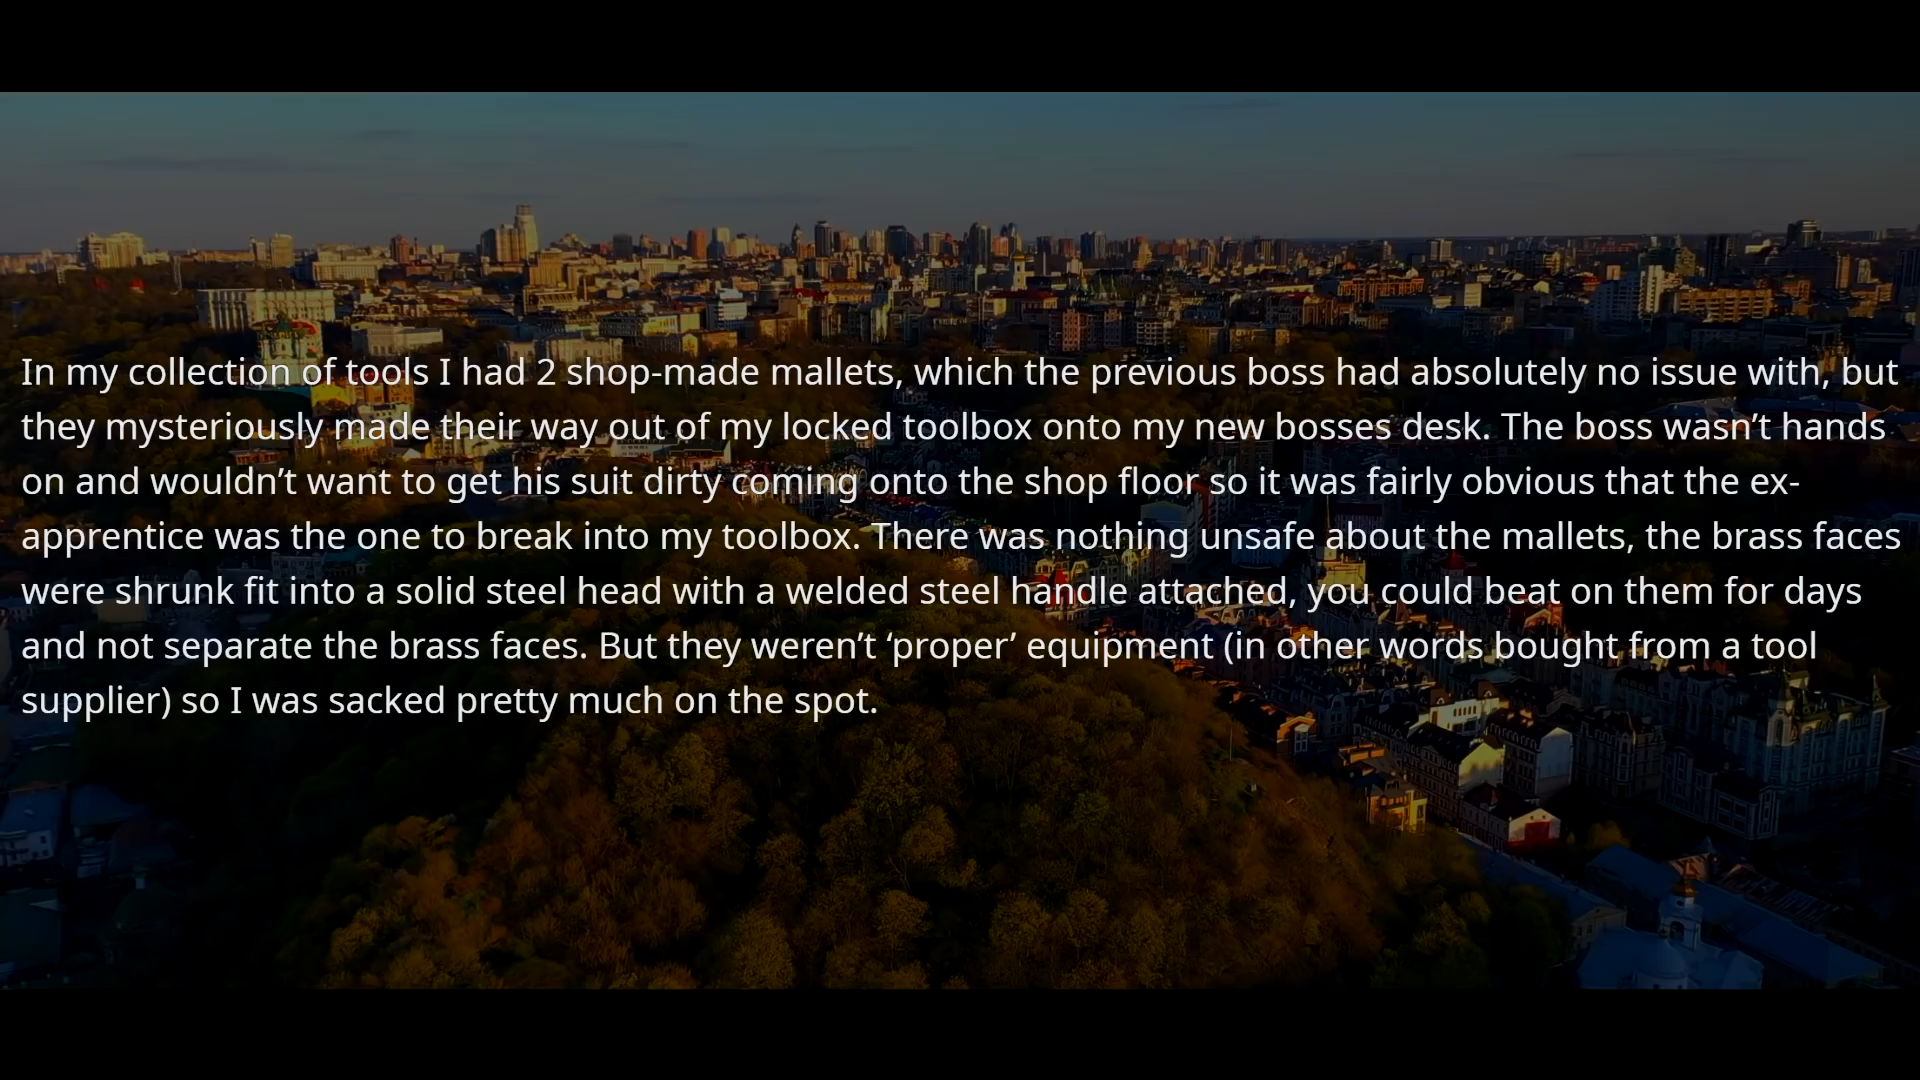 In my collection of tools I had 2 shop-made mallets, which the previous boss had absolutely no issue with, but
they mysteriously made their way out of my locked toolbox onto my new bosses desk. The boss wasn’t hands
on and wouldn’t want to get his suit dirty coming onto the shop floor so it was fairly obvious that the ex-
apprentice was the one to break into my toolbox. There was nothing unsafe about the mallets, the brass faces
were shrunk fit into a solid steel head with a welded steel handle attached, you could beat on them for days
and not separate the brass faces. But they weren’t ‘proper’ equipment (in other words bought from a tool
supplier) so I was sacked pretty much on the spot.